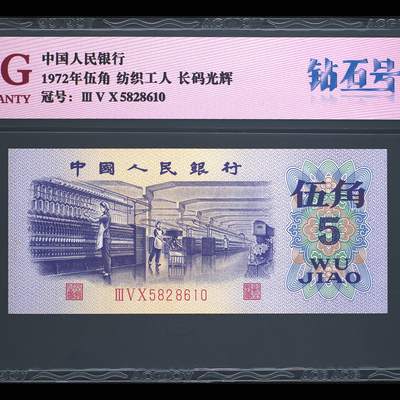 G
ANTY
中国人民银行
1972年伍角 纺织工人 长码光辉
冠号：ⅢⅤⅩ5828610
钻石号
中國人民銀行
伍角
5
WU
JIAO
ⅢⅤⅩ5828610